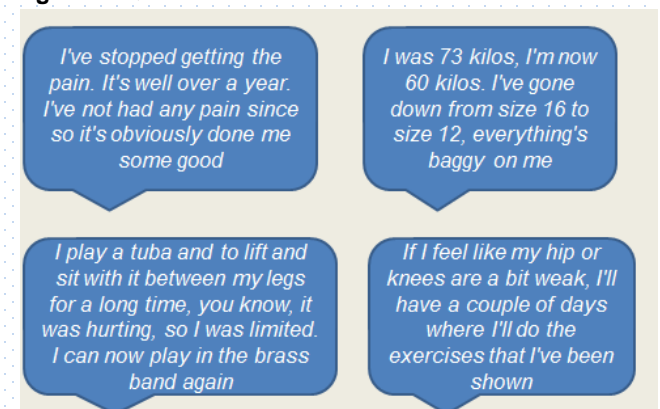 I've stopped getting the
pain. It's well over a year.
I've not had any pain since
so it's obviously done me
some good
I was 73 kilos, I'm now
60 kilos. I've gone
down from size 16 to
size 12, everything's
baggy on me
I play a tuba and to lift and
sit with it between my legs
for a long time, you know, it
was hurting, so I was limited.
I can now play in the brass
band again
If I feel like my hip or
knees are a bit weak, I'll
have a couple of days
where I'll do the
exercises that I've been
shown